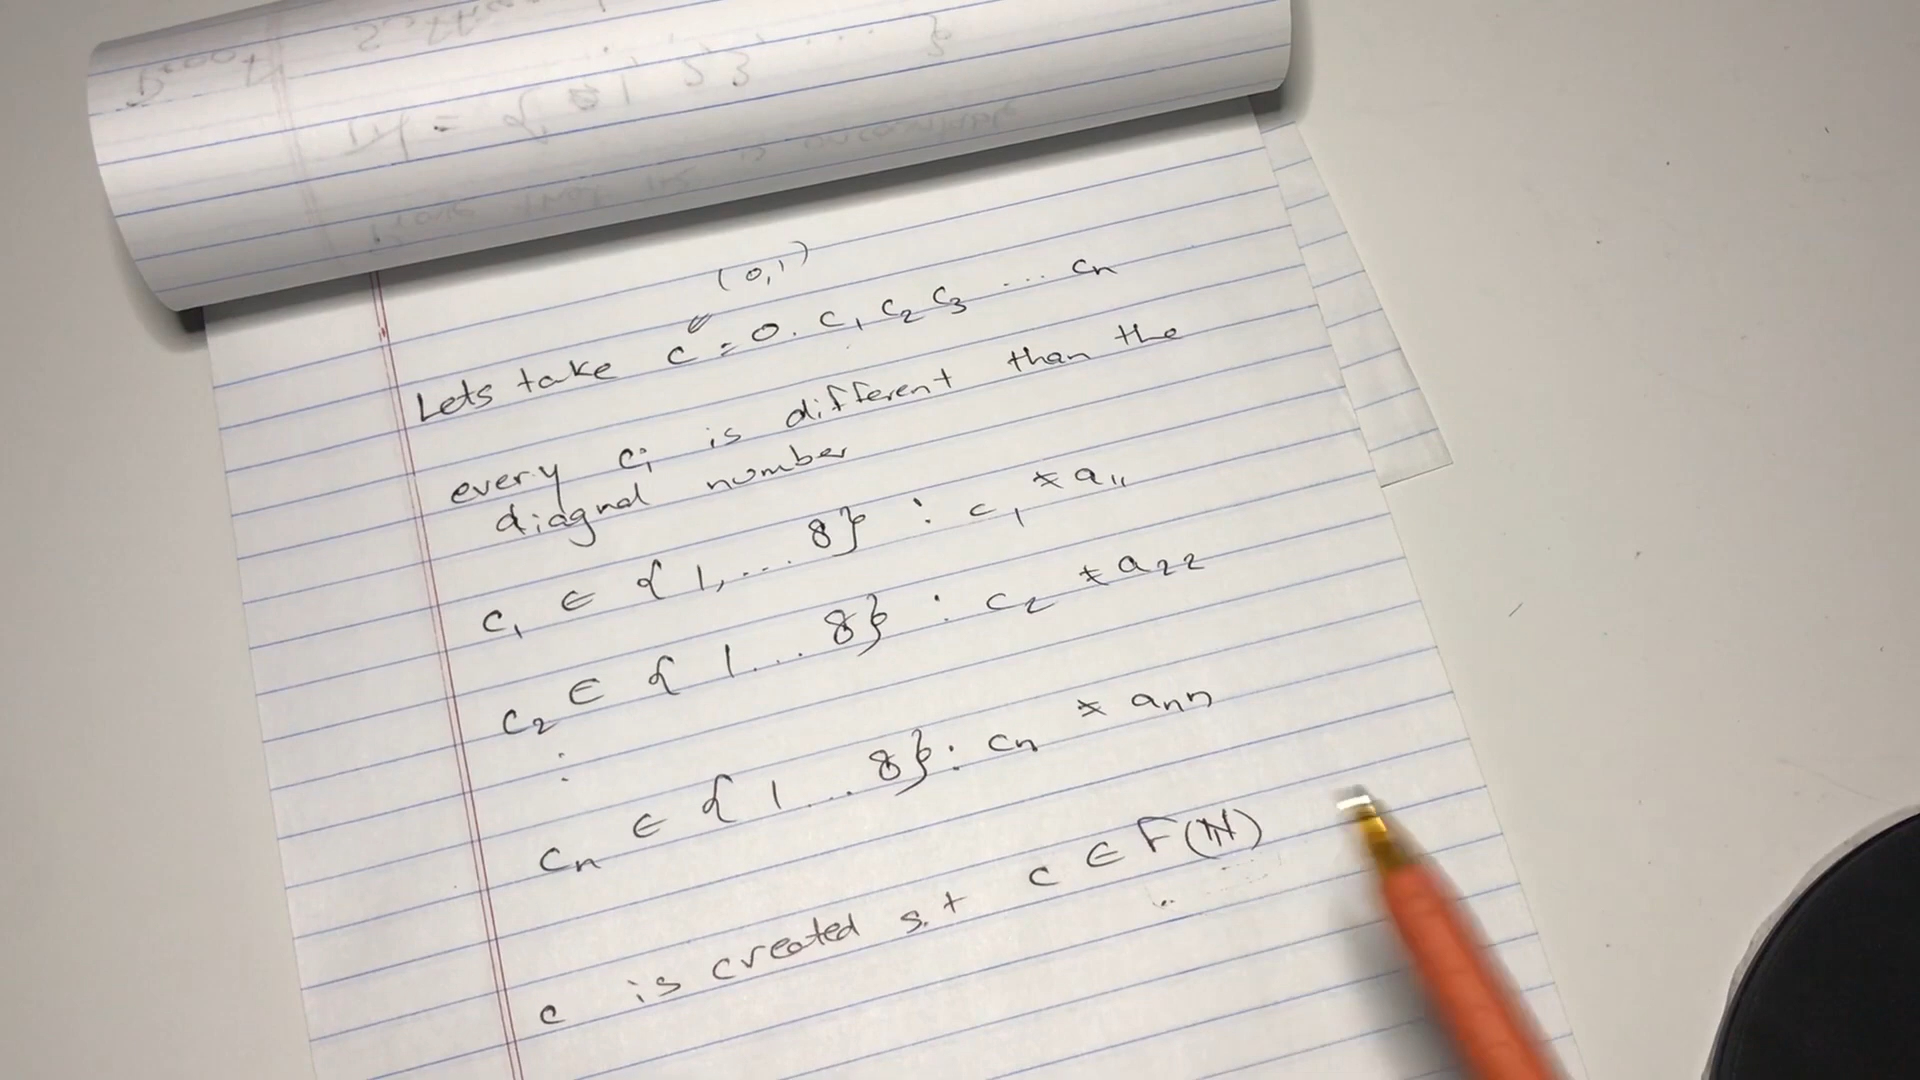 (0,1)
Lets take c = 0. c₁ c₂ c₃ ... cₙ
every cᵢ is different than the
diagnal number
c₁ ∈ { 1, ... 8} : c₁ ≠ a₁₁
c₂ ∈ { 1 ... 8} : c₂ ≠ a₂₂
:
cₙ ∈ { 1 ... 8} : cₙ ≠ aₙₙ
c is created s.t c ∈ F(ℕ)